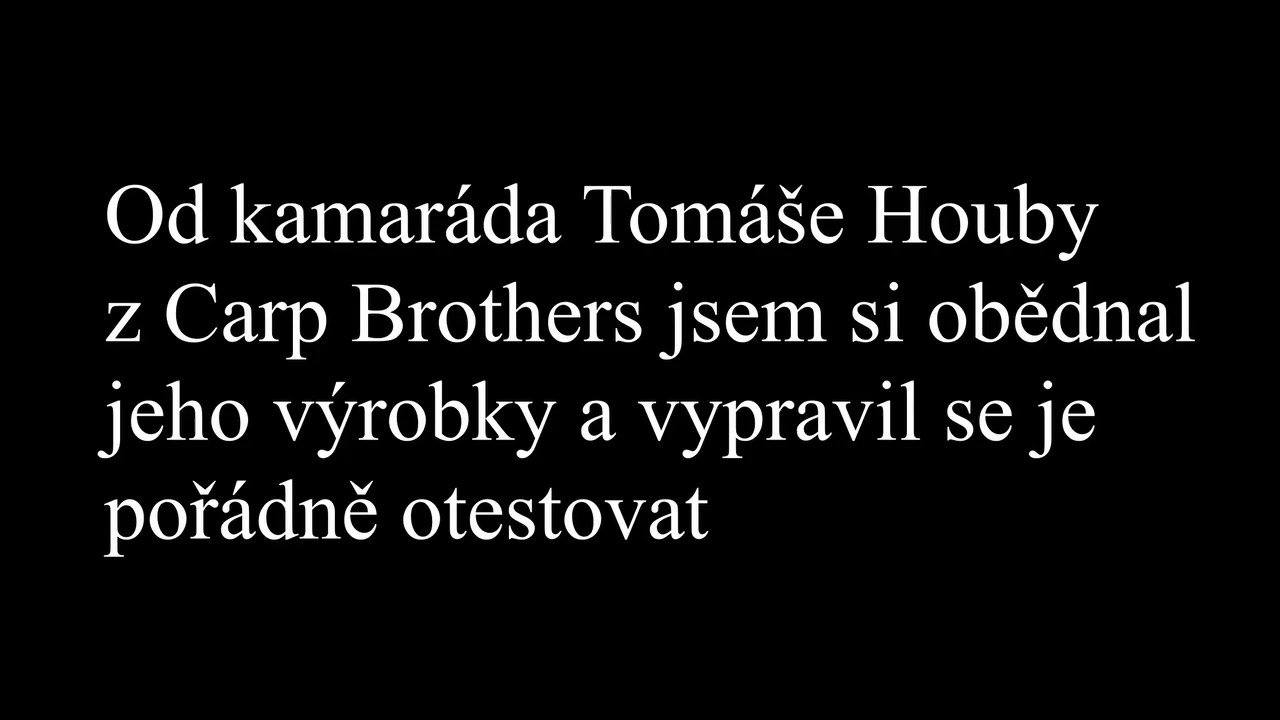 Od kamaráda Tomáše Houby
z Carp Brothers jsem si obědnal
jeho výrobky a vypravil se je
pořádně otestovat